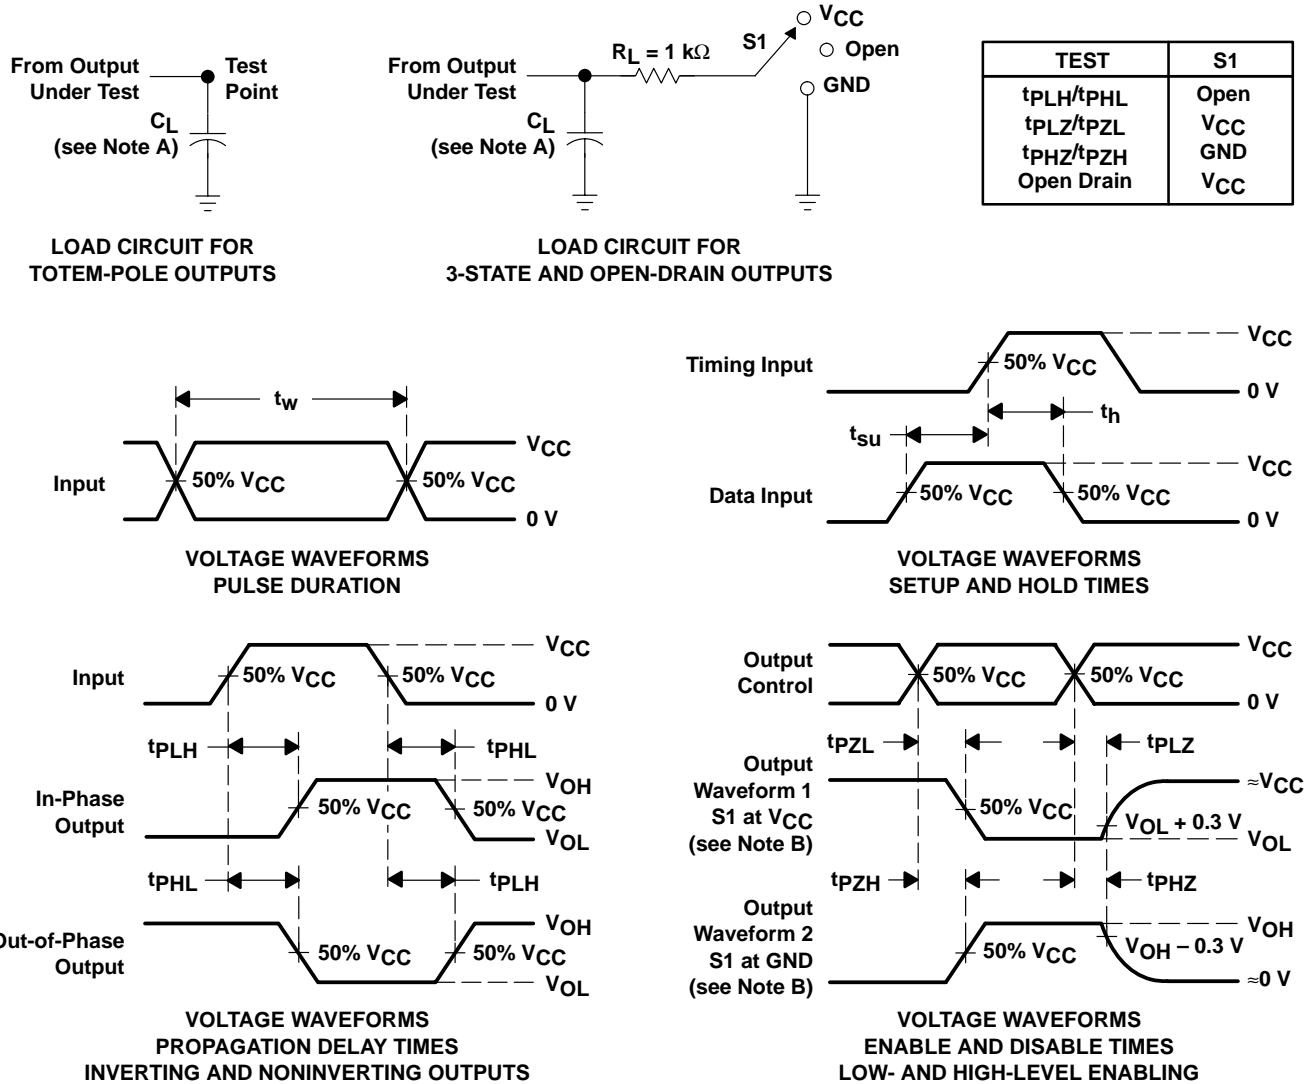 From Output
Under Test
Test
Point
CL
(see Note A)
LOAD CIRCUIT FOR
TOTEM-POLE OUTPUTS
From Output
Under Test
RL = 1 kΩ
S1
VCC
Open
GND
CL
(see Note A)
LOAD CIRCUIT FOR
3-STATE AND OPEN-DRAIN OUTPUTS
TEST S1
tPLH/tPHL Open
tPLZ/tPZL VCC
tPHZ/tPZH GND
Open Drain VCC
tw
Input
50% VCC
50% VCC
VCC
0 V
VOLTAGE WAVEFORMS
PULSE DURATION
Timing Input
50% VCC
VCC
0 V
th
tsu
Data Input
50% VCC
50% VCC
VCC
0 V
VOLTAGE WAVEFORMS
SETUP AND HOLD TIMES
Input
50% VCC
50% VCC
VCC
0 V
tPLH
tPHL
In-Phase
Output
50% VCC
50% VCC
VOH
VOL
tPHL
tPLH
Out-of-Phase
Output
50% VCC
50% VCC
VOH
VOL
VOLTAGE WAVEFORMS
PROPAGATION DELAY TIMES
INVERTING AND NONINVERTING OUTPUTS
Output
Control
50% VCC
50% VCC
VCC
0 V
tPZL
tPLZ
Output
Waveform 1
S1 at VCC
(see Note B)
50% VCC
≈VCC
VOL + 0.3 V
VOL
tPZH
tPHZ
Output
Waveform 2
S1 at GND
(see Note B)
50% VCC
VOH
VOH − 0.3 V
≈0 V
VOLTAGE WAVEFORMS
ENABLE AND DISABLE TIMES
LOW- AND HIGH-LEVEL ENABLING